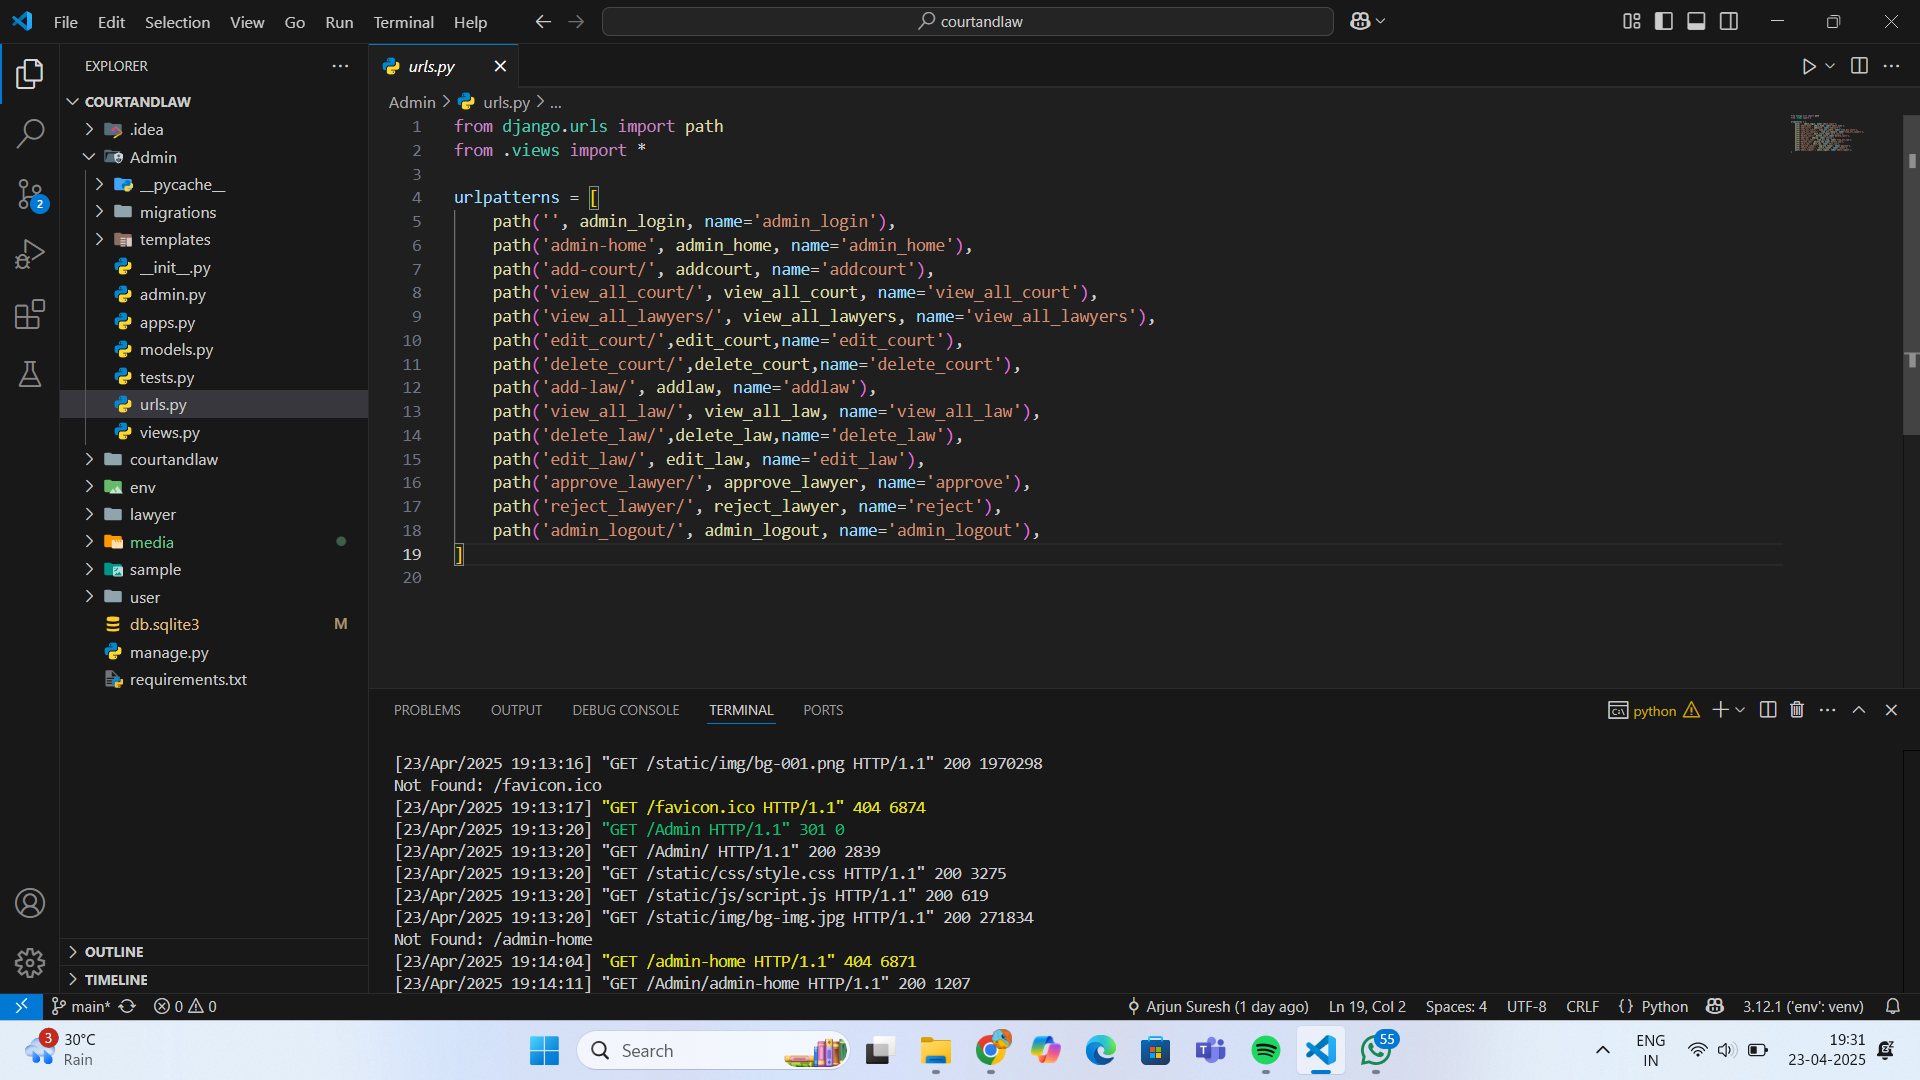 File Edit Selection View Go Run Terminal Help
courtandlaw
EXPLORER
COURTANDLAW
.idea
Admin
__pycache__
migrations
templates
__init__.py
admin.py
apps.py
models.py
tests.py
urls.py
views.py
courtandlaw
env
lawyer
media
sample
user
db.sqlite3 M
manage.py
requirements.txt
OUTLINE
TIMELINE
2
urls.py
Admin > urls.py > ...
1 from django.urls import path
2 from .views import *
3
4 urlpatterns = [
5 path('', admin_login, name='admin_login'),
6 path('admin-home', admin_home, name='admin_home'),
7 path('add-court/', addcourt, name='addcourt'),
8 path('view_all_court/', view_all_court, name='view_all_court'),
9 path('view_all_lawyers/', view_all_lawyers, name='view_all_lawyers'),
10 path('edit_court/',edit_court,name='edit_court'),
11 path('delete_court/',delete_court,name='delete_court'),
12 path('add-law/', addlaw, name='addlaw'),
13 path('view_all_law/', view_all_law, name='view_all_law'),
14 path('delete_law/',delete_law,name='delete_law'),
15 path('edit_law/', edit_law, name='edit_law'),
16 path('approve_lawyer/', approve_lawyer, name='approve'),
17 path('reject_lawyer/', reject_lawyer, name='reject'),
18 path('admin_logout/', admin_logout, name='admin_logout'),
19 ]
20
PROBLEMS OUTPUT DEBUG CONSOLE TERMINAL PORTS
python
[23/Apr/2025 19:13:16] "GET /static/img/bg-001.png HTTP/1.1" 200 1970298
Not Found: /favicon.ico
[23/Apr/2025 19:13:17] "GET /favicon.ico HTTP/1.1" 404 6874
[23/Apr/2025 19:13:20] "GET /Admin HTTP/1.1" 301 0
[23/Apr/2025 19:13:20] "GET /Admin/ HTTP/1.1" 200 2839
[23/Apr/2025 19:13:20] "GET /static/css/style.css HTTP/1.1" 200 3275
[23/Apr/2025 19:13:20] "GET /static/js/script.js HTTP/1.1" 200 619
[23/Apr/2025 19:13:20] "GET /static/img/bg-img.jpg HTTP/1.1" 200 271834
Not Found: /admin-home
[23/Apr/2025 19:14:04] "GET /admin-home HTTP/1.1" 404 6871
[23/Apr/2025 19:14:11] "GET /Admin/admin-home HTTP/1.1" 200 1207
main* 0 0 Arjun Suresh (1 day ago) Ln 19, Col 2 Spaces: 4 UTF-8 CRLF {} Python 3.12.1 ('env': venv)
3 30°C
Rain
Search
55
ENG
IN
19:31
23-04-2025